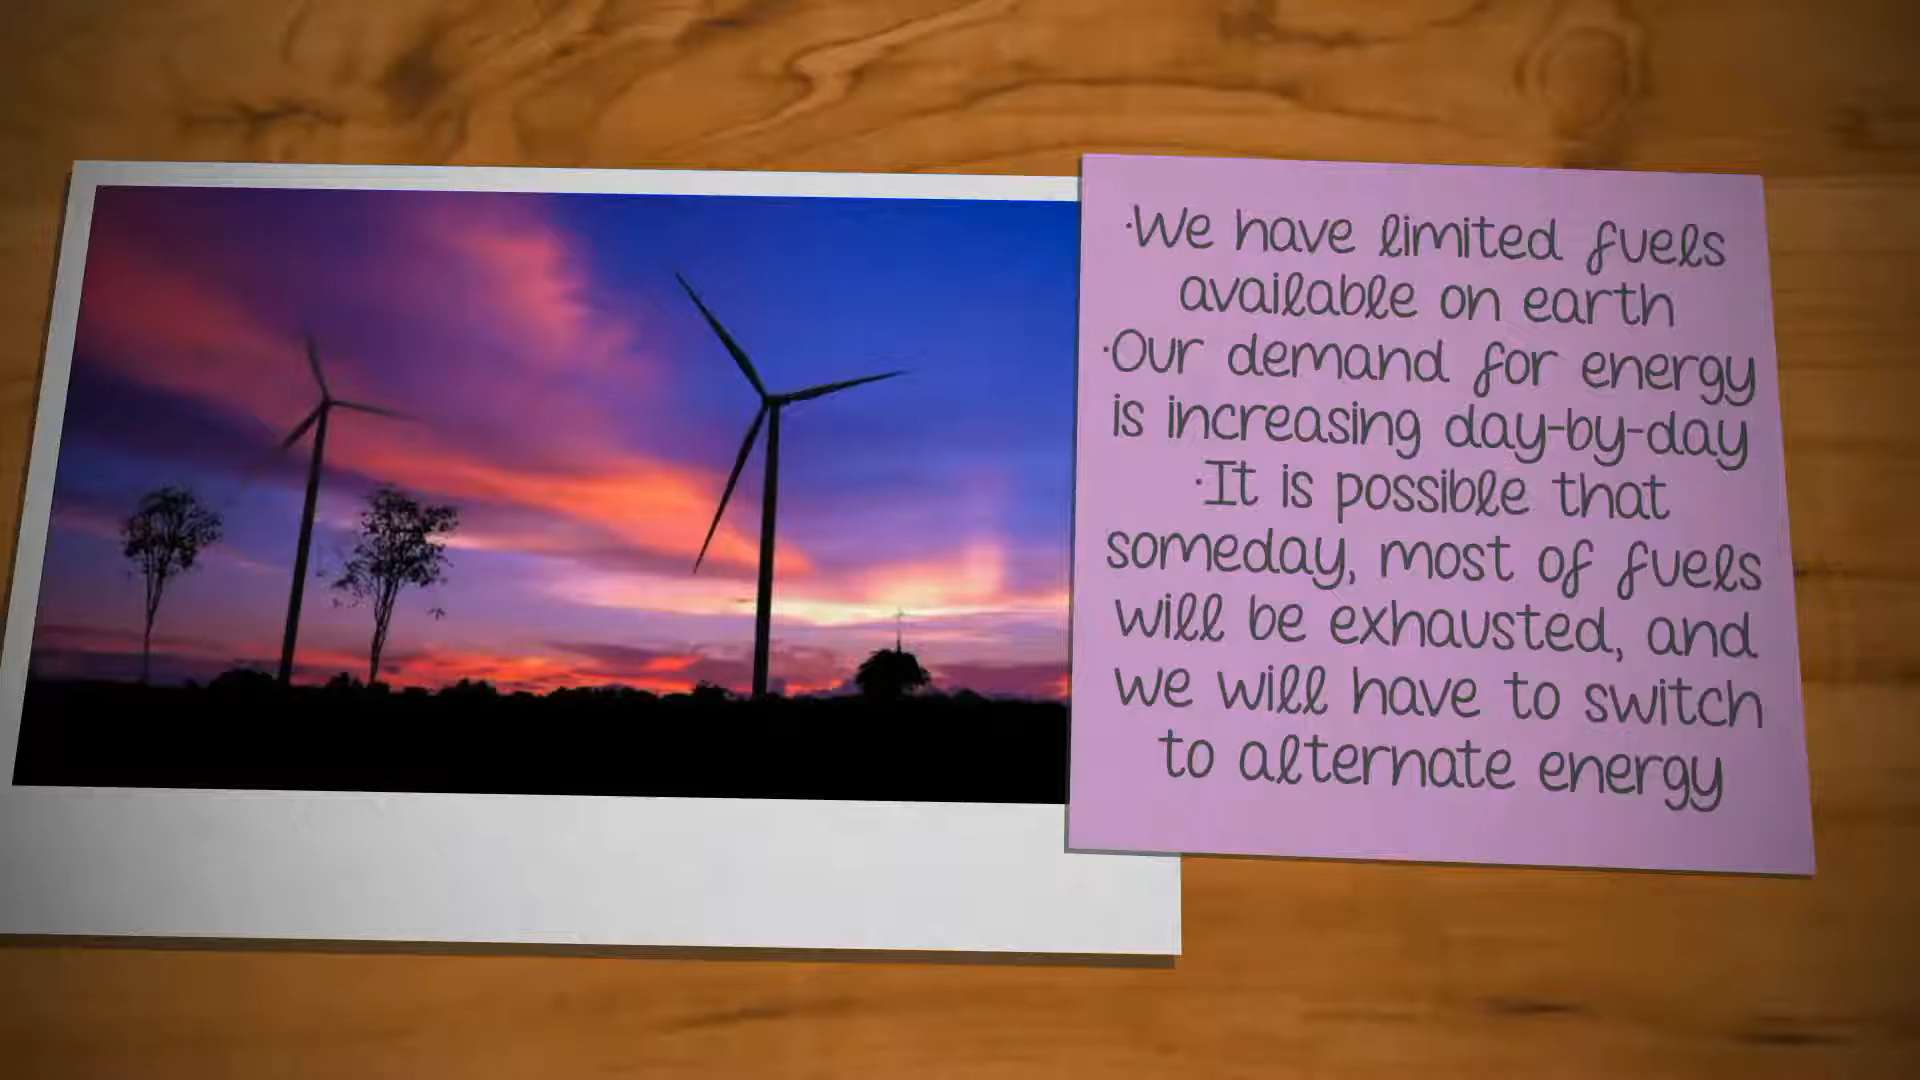 ·We have limited fuels
available on earth
·Our demand for energy
is increasing day-by-day
·It is possible that
someday, most of fuels
will be exhausted, and
we will have to switch
to alternate energy